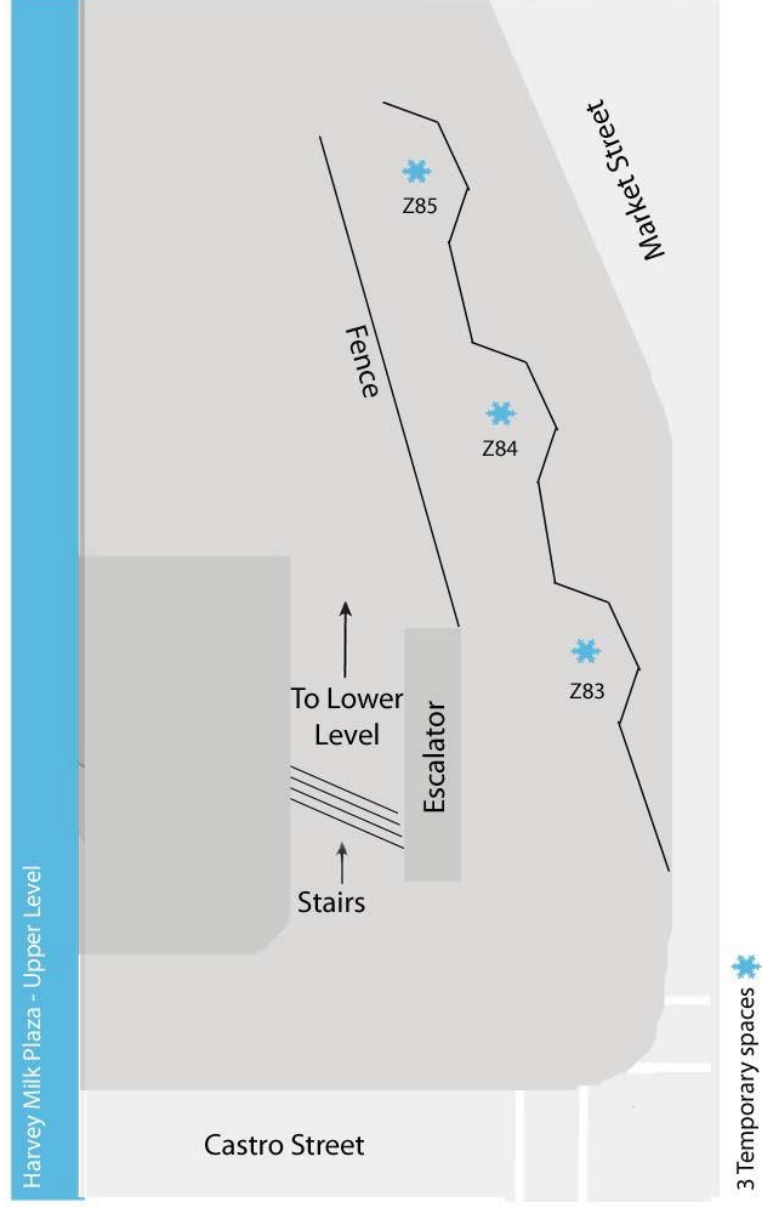 Harvey Milk Plaza - Upper Level
Market Street
Z85
Fence
Z84
Z83
To Lower
Level
Escalator
Stairs
Castro Street
3 Temporary spaces